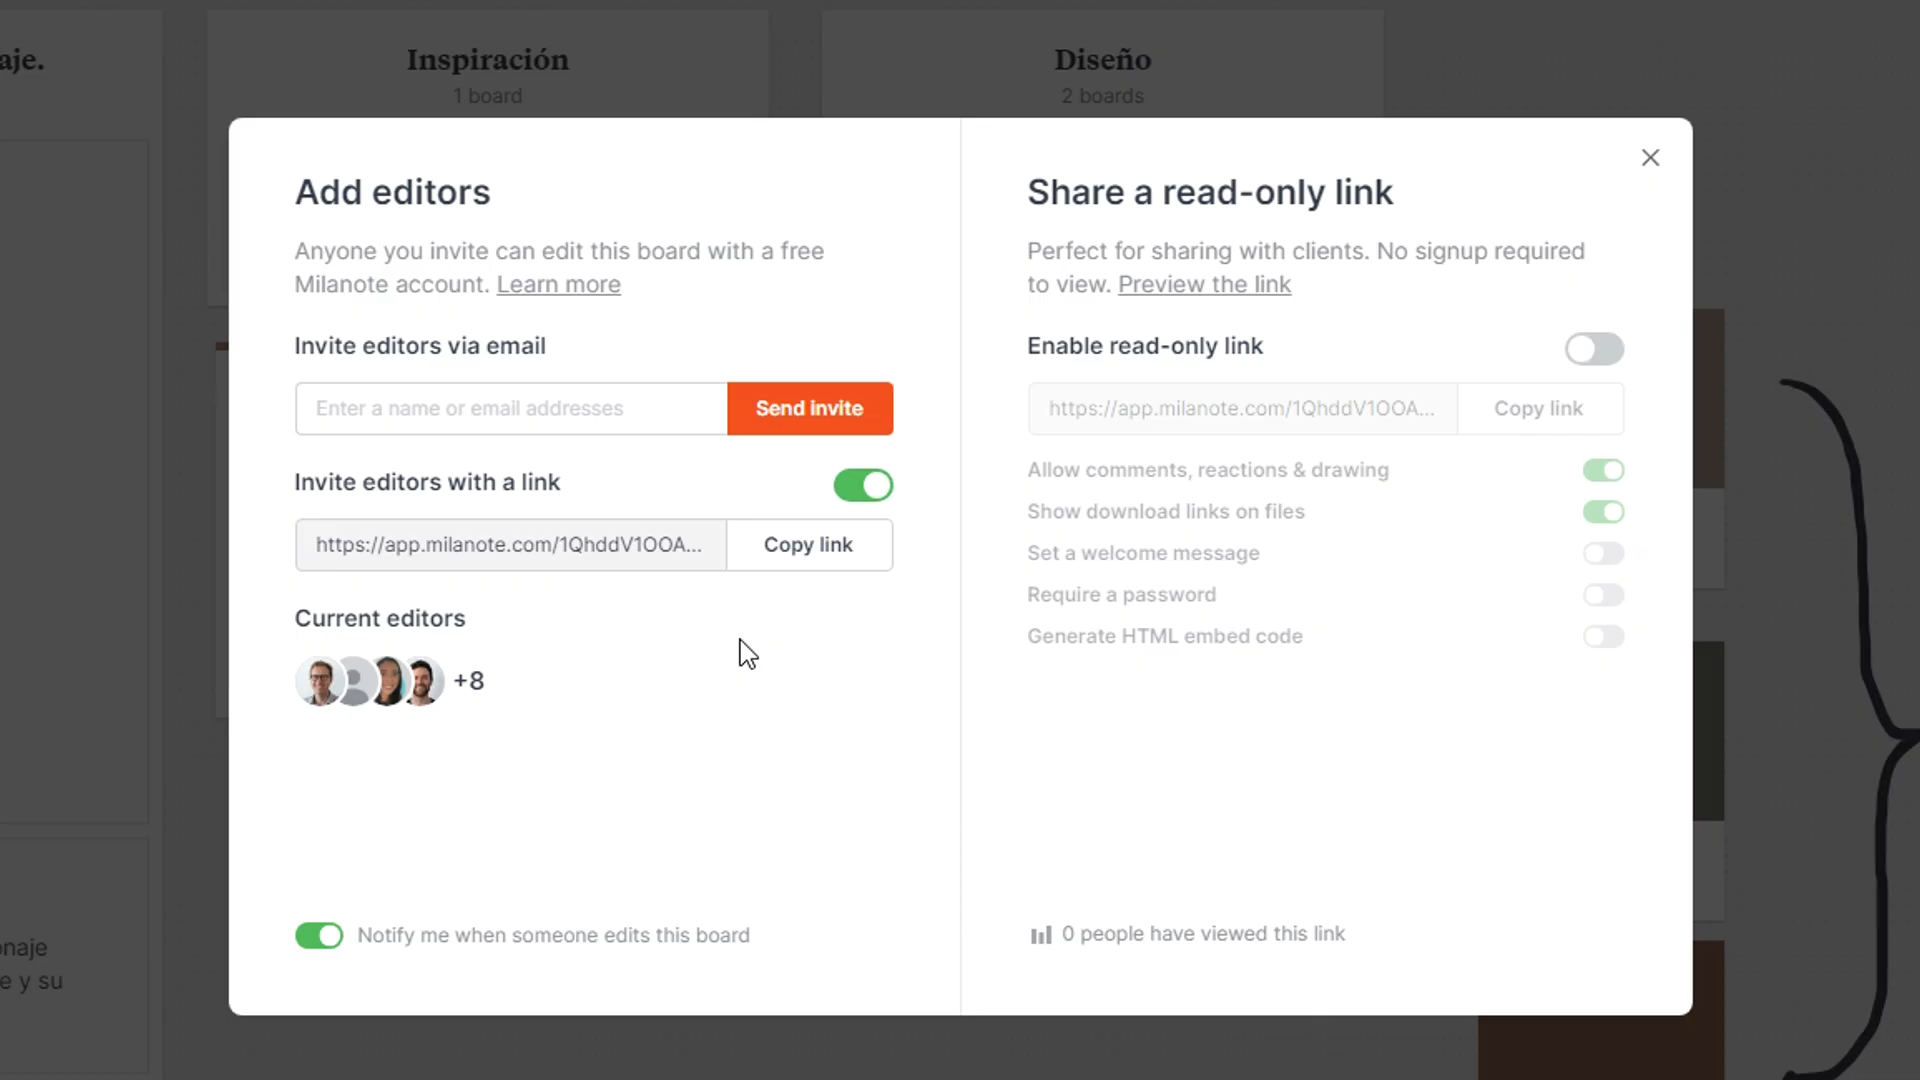 aje.
Inspiración
1 board
Diseño
2 boards
Add editors
Anyone you invite can edit this board with a free
Milanote account. Learn more
Invite editors via email
Enter a name or email addresses
Send invite
Invite editors with a link
https://app.milanote.com/1QhddV1OOA...
Copy link
Current editors
+8
Notify me when someone edits this board
Share a read-only link
Perfect for sharing with clients. No signup required
to view. Preview the link
Enable read-only link
https://app.milanote.com/1QhddV1OOA...
Copy link
Allow comments, reactions & drawing
Show download links on files
Set a welcome message
Require a password
Generate HTML embed code
0 people have viewed this link
onaje
e y su